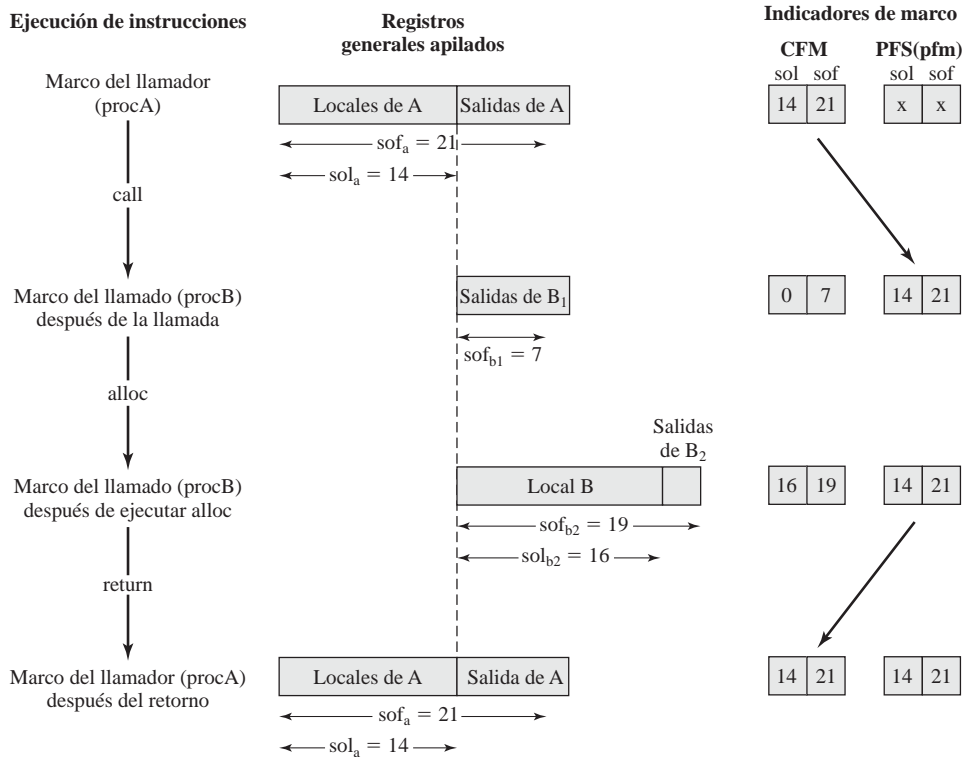 Ejecución de instrucciones
Registros
generales apilados
Indicadores de marco
CFM
PFS(pfm)
sol sof
sol sof
Marco del llamador
(procA)
Locales de A
Salidas de A
14 21
x x
sofa = 21
sola = 14
call
Marco del llamado (procB)
después de la llamada
Salidas de B1
0 7
14 21
sofb1 = 7
alloc
Salidas
de B2
Marco del llamado (procB)
después de ejecutar alloc
Local B
16 19
14 21
sofb2 = 19
solb2 = 16
return
Marco del llamador (procA)
después del retorno
Locales de A
Salida de A
14 21
14 21
sofa = 21
sola = 14